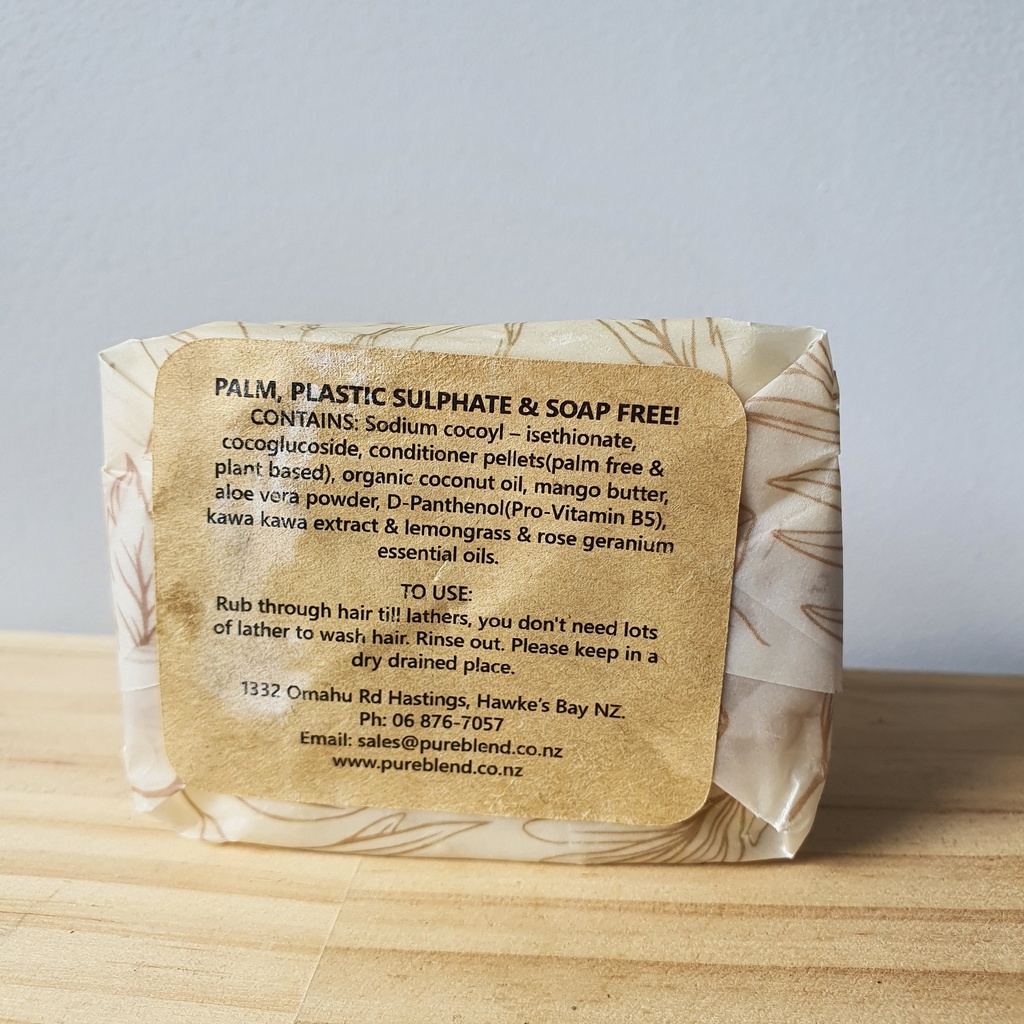 PALM, PLASTIC SULPHATE & SOAP FREE!
CONTAINS: Sodium cocoyl – isethionate,
cocoglucoside, conditioner pellets(palm free &
plant based), organic coconut oil, mango butter,
aloe vera powder, D-Panthenol(Pro-Vitamin B5),
kawa kawa extract & lemongrass & rose geranium
essential oils.
TO USE:
Rub through hair till lathers, you don't need lots
of lather to wash hair. Rinse out. Please keep in a
dry drained place.
1332 Omahu Rd Hastings, Hawke's Bay NZ.
Ph: 06 876-7057
Email: sales@pureblend.co.nz
www.pureblend.co.nz